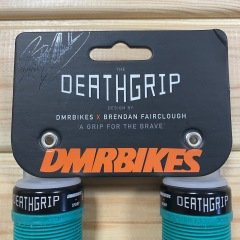 THE
DEATHGRIP
DESIGN BY
DMRBIKES X BRENDAN FAIRCLOUGH
'A GRIP FOR THE BRAVE'
DMRBIKES
DEATHGRIP
DEATHGRIP